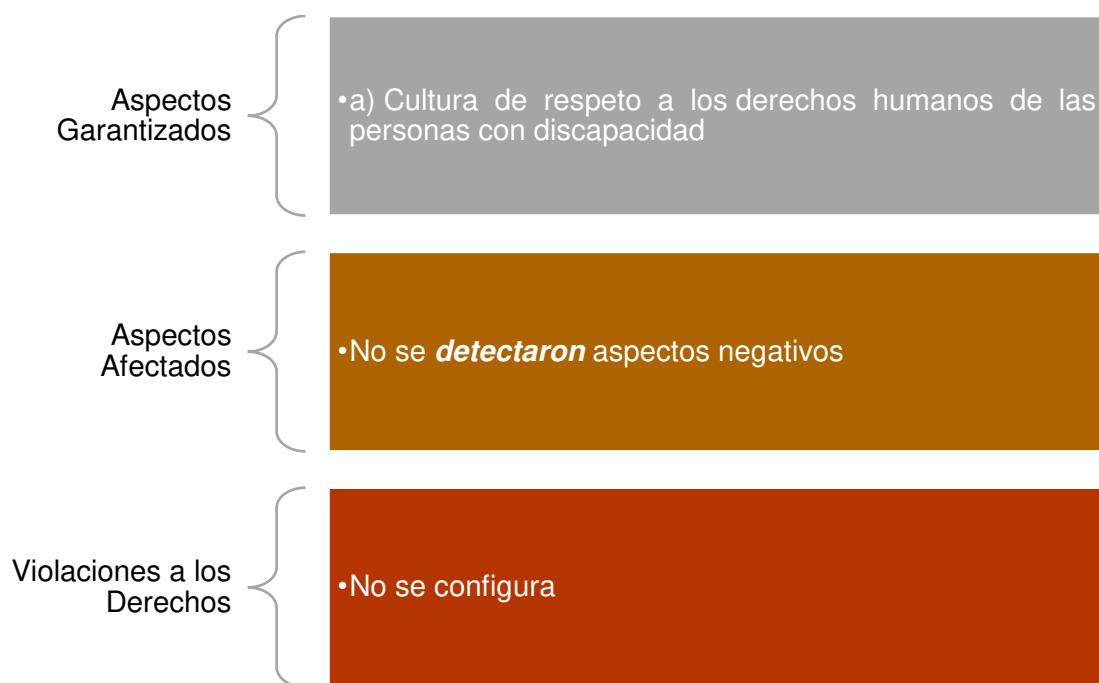 Aspectos
Garantizados
•a) Cultura de respeto a los derechos humanos de las
personas con discapacidad
Aspectos
Afectados
•No se detectaron aspectos negativos
Violaciones a los
Derechos
•No se configura